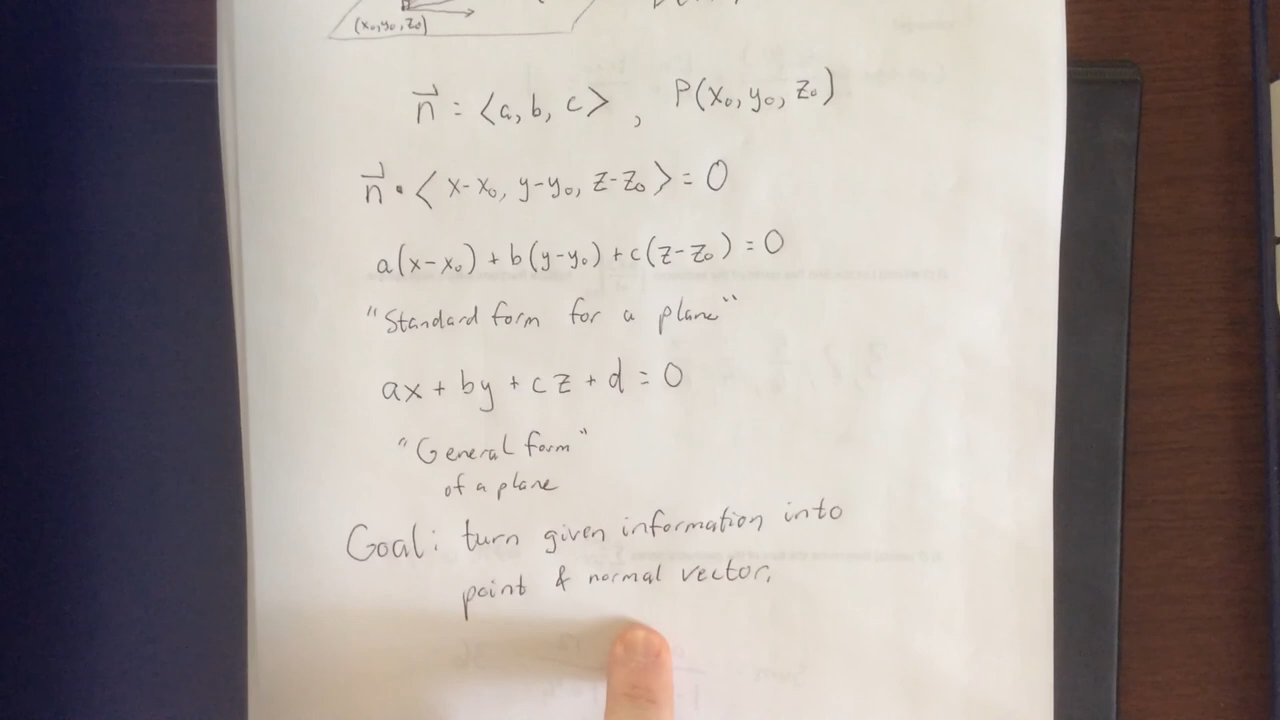 (x₀, y₀, z₀)
n⃗ = <a, b, c> , P(x₀, y₀, z₀)
n⃗ • <x-x₀, y-y₀, z-z₀> = 0
a(x-x₀) + b(y-y₀) + c(z-z₀) = 0
"Standard form for a plane"
ax + by + cz + d = 0
"General form"
of a plane
Goal: turn given information into
point & normal vector.